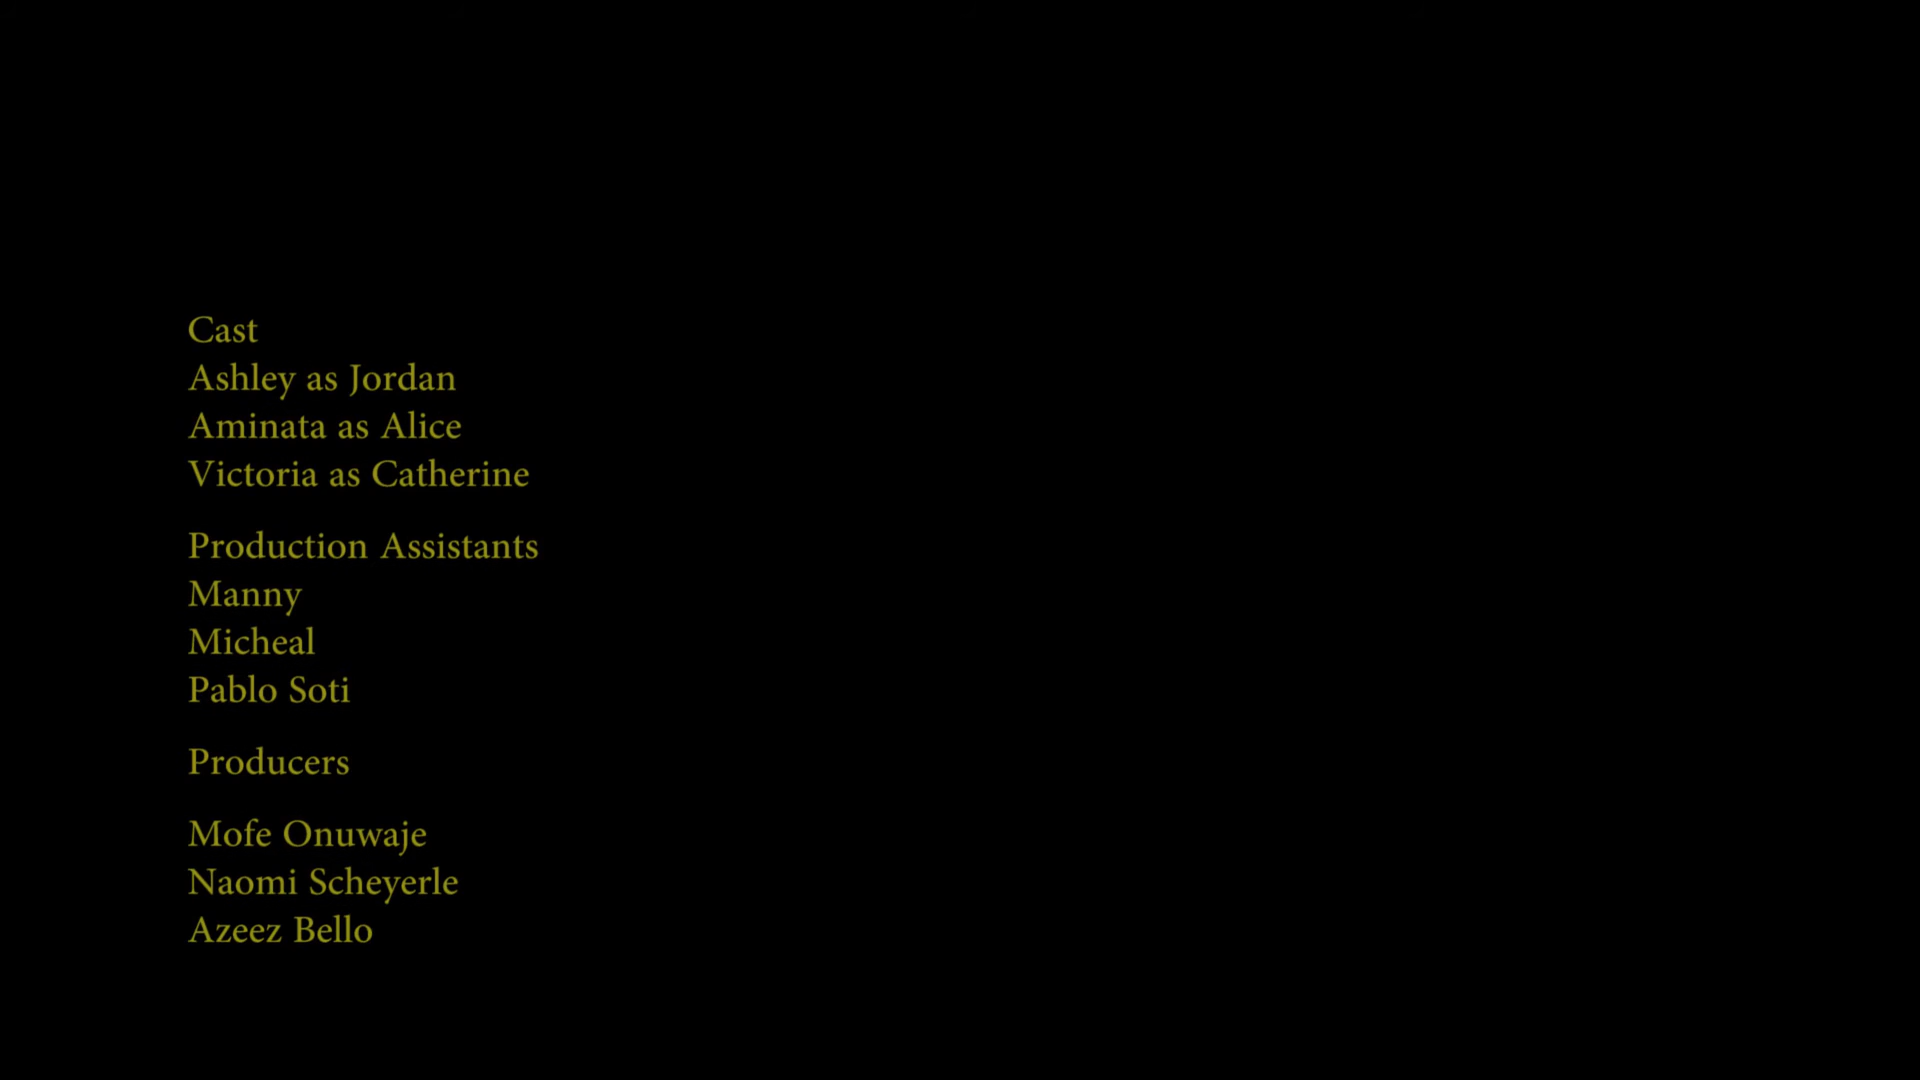 Cast
Ashley as Jordan
Aminata as Alice
Victoria as Catherine
Production Assistants
Manny
Micheal
Pablo Soti
Producers
Mofe Onuwaje
Naomi Scheyerle
Azeez Bello